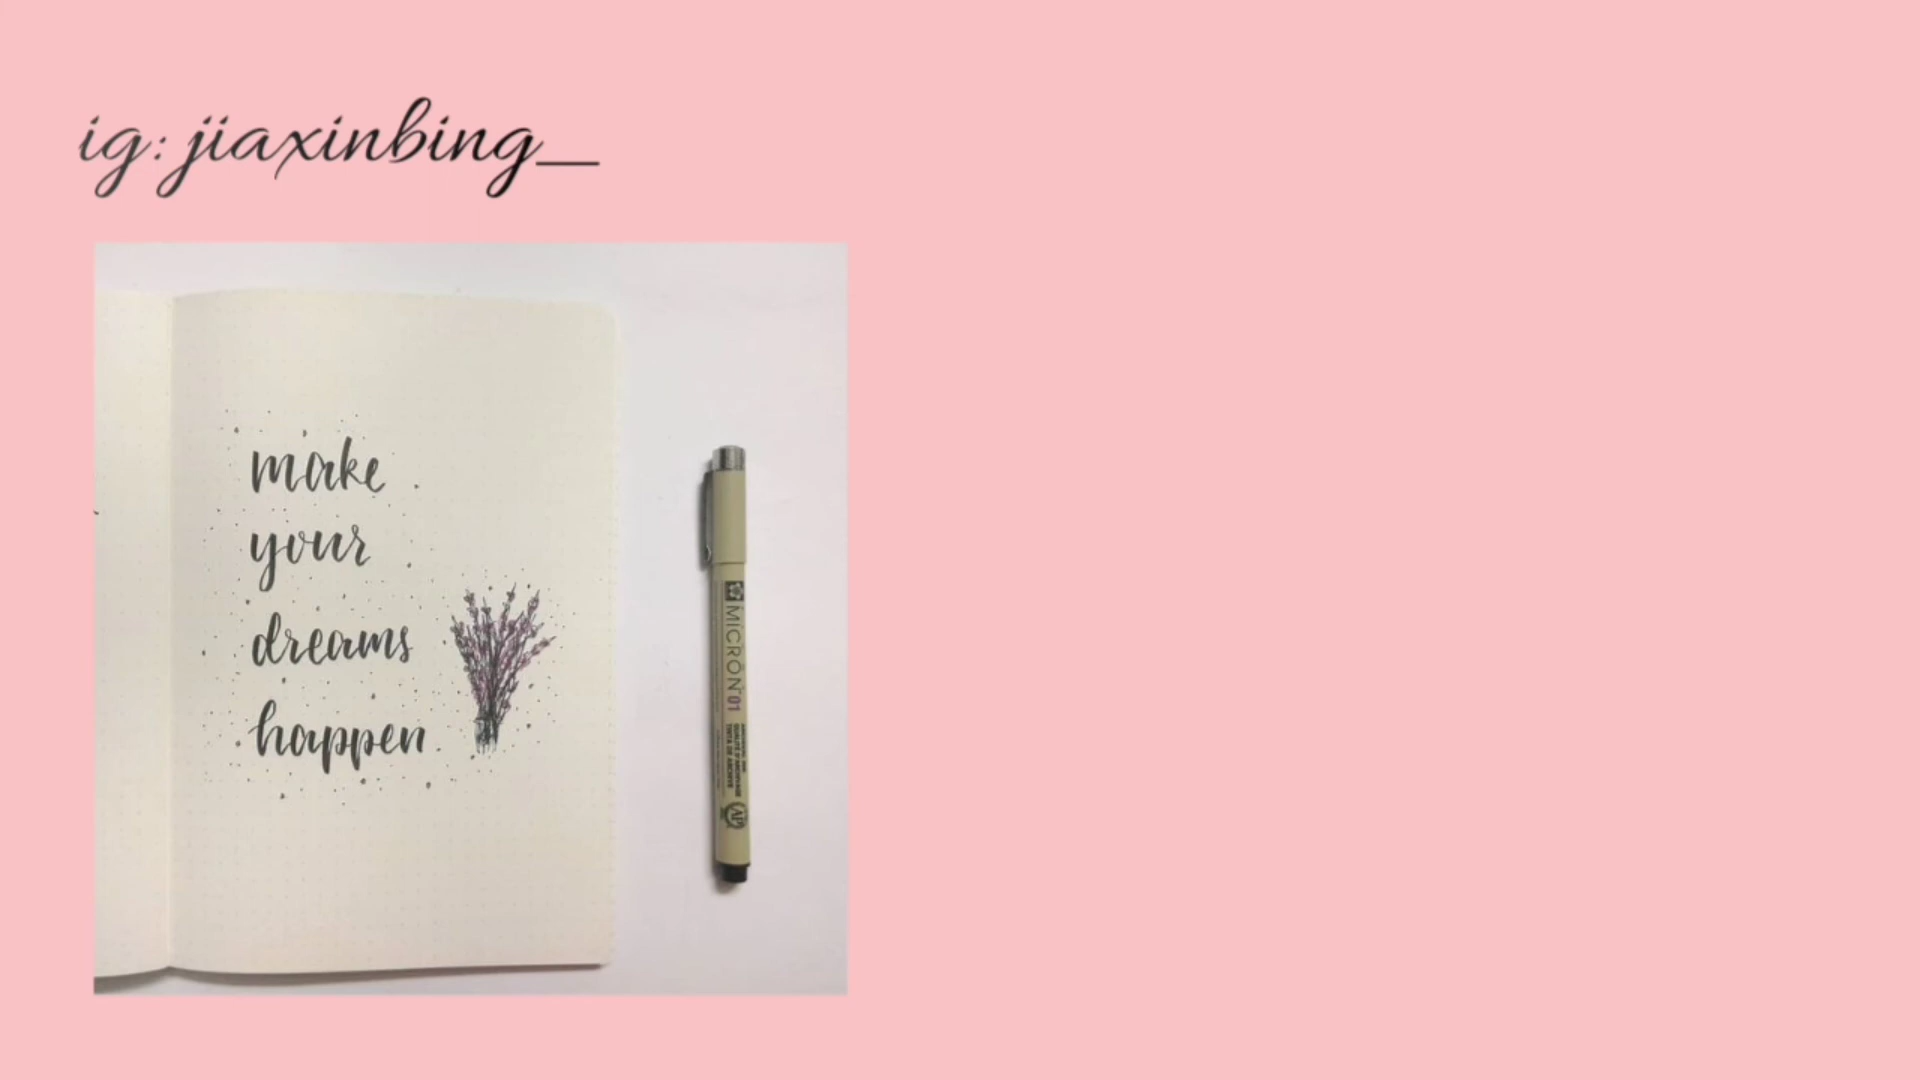 ig: jiaxinbing_
make
your
dreams
happen
MICRON 01